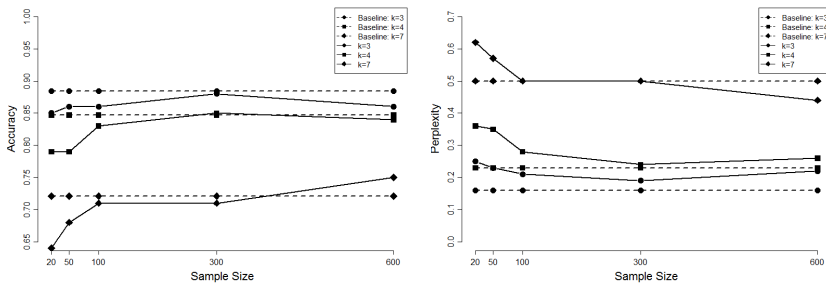 Accuracy
1.00
0.95
0.90
0.85
0.80
0.75
0.70
0.65
20 50 100 300 600
Sample Size
Baseline: k=3
Baseline: k=4
Baseline: k=7
k=3
k=4
k=7
Perplexity
0.7
0.6
0.5
0.4
0.3
0.2
0.1
0.0
20 50 100 300 600
Sample Size
Baseline: k=3
Baseline: k=4
Baseline: k=7
k=3
k=4
k=7